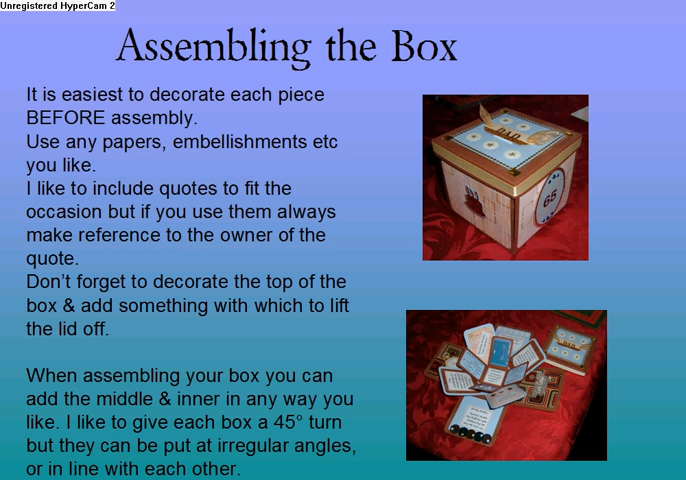 Unregistered HyperCam 2
Assembling the Box
It is easiest to decorate each piece
BEFORE assembly.
Use any papers, embellishments etc
you like.
I like to include quotes to fit the
occasion but if you use them always
make reference to the owner of the
quote.
Don't forget to decorate the top of the
box & add something with which to lift
the lid off.
When assembling your box you can
add the middle & inner in any way you
like. I like to give each box a 45° turn
but they can be put at irregular angles,
or in line with each other.
DAD
65